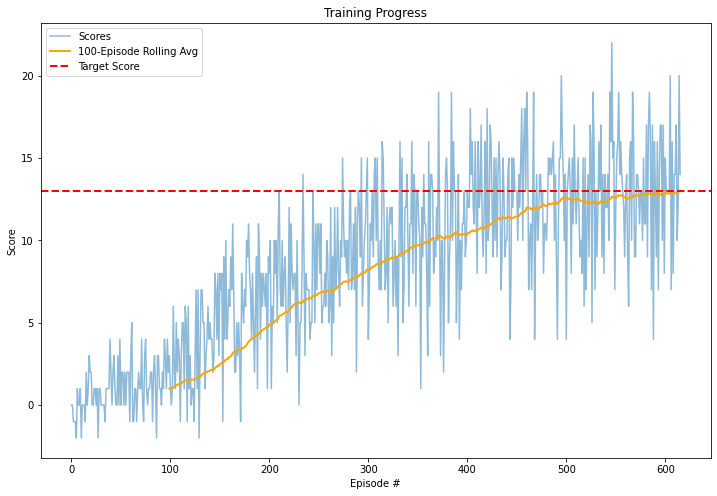 Training Progress
Scores
100-Episode Rolling Avg
Target Score
20
15
10
5
0
Score
0
100
200
300
400
500
600
Episode #